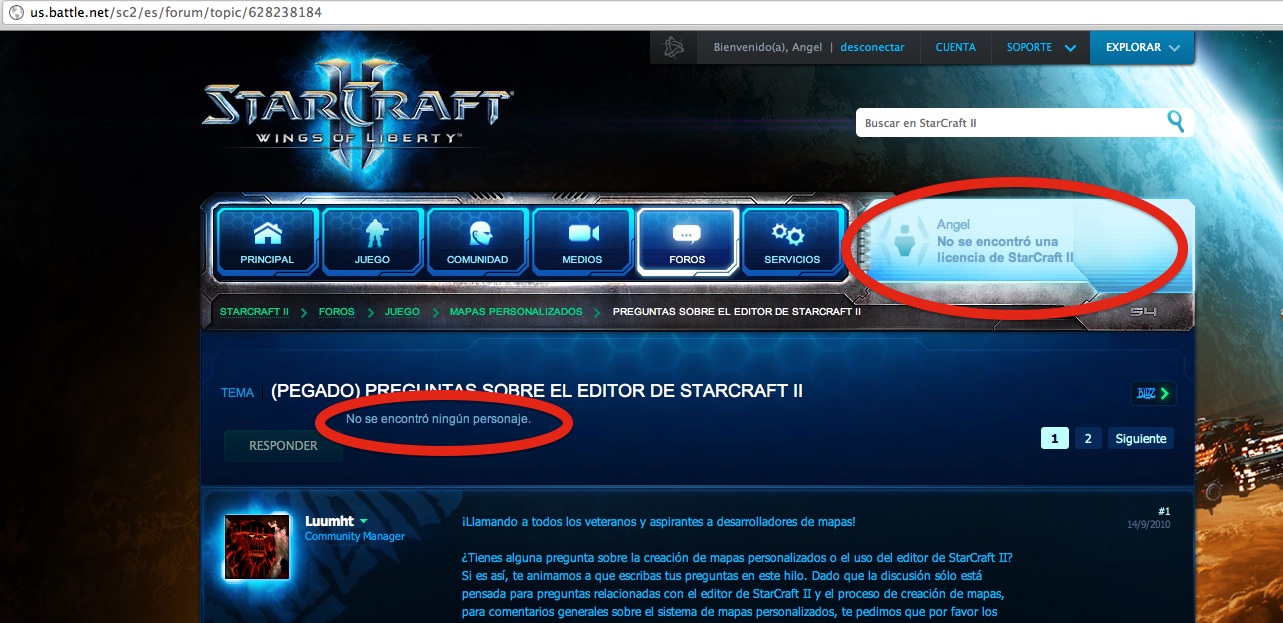 us.battle.net/sc2/es/forum/topic/628238184
Bienvenido(a), Angel | desconectar
CUENTA
SOPORTE
EXPLORAR
STARCRAFT
II
WINGS OF LIBERTY™
Buscar en StarCraft II
PRINCIPAL
JUEGO
COMUNIDAD
MEDIOS
FOROS
SERVICIOS
Angel
No se encontró una
licencia de StarCraft II
STARCRAFT II > FOROS > JUEGO > MAPAS PERSONALIZADOS > PREGUNTAS SOBRE EL EDITOR DE STARCRAFT II
54
TEMA (PEGADO) PREGUNTAS SOBRE EL EDITOR DE STARCRAFT II
BLIZZ
No se encontró ningún personaje.
RESPONDER
1 2 Siguiente
Luumht
Community Manager
#1
14/9/2010
¡Llamando a todos los veteranos y aspirantes a desarrolladores de mapas!
¿Tienes alguna pregunta sobre la creación de mapas personalizados o el uso del editor de StarCraft II?
Si es así, te animamos a que escribas tus preguntas en este hilo. Dado que la discusión sólo está
pensada para preguntas relacionadas con el editor de StarCraft II y el proceso de creación de mapas,
para comentarios generales sobre el sistema de mapas personalizados, te pedimos que por favor los